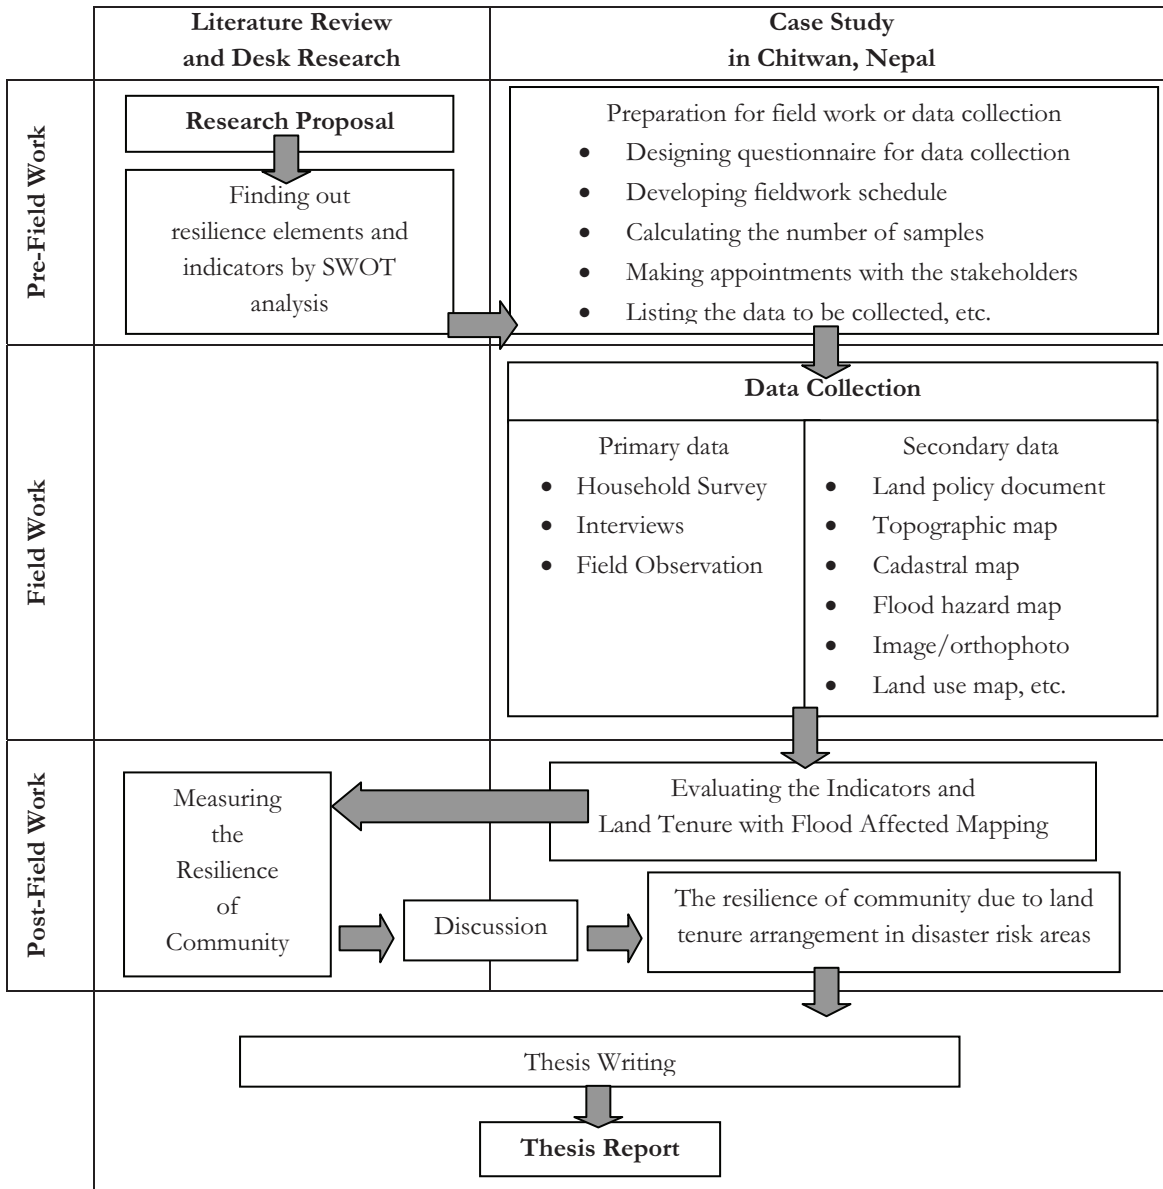 Literature Review
and Desk Research
Case Study
in Chitwan, Nepal
Pre-Field Work
Research Proposal
Finding out
resilience elements and
indicators by SWOT
analysis
Preparation for field work or data collection
• Designing questionnaire for data collection
• Developing fieldwork schedule
• Calculating the number of samples
• Making appointments with the stakeholders
• Listing the data to be collected, etc.
Field Work
Data Collection
Primary data
• Household Survey
• Interviews
• Field Observation
Secondary data
• Land policy document
• Topographic map
• Cadastral map
• Flood hazard map
• Image/orthophoto
• Land use map, etc.
Post-Field Work
Evaluating the Indicators and
Land Tenure with Flood Affected Mapping
Measuring
the
Resilience
of
Community
Discussion
The resilience of community due to land
tenure arrangement in disaster risk areas
Thesis Writing
Thesis Report